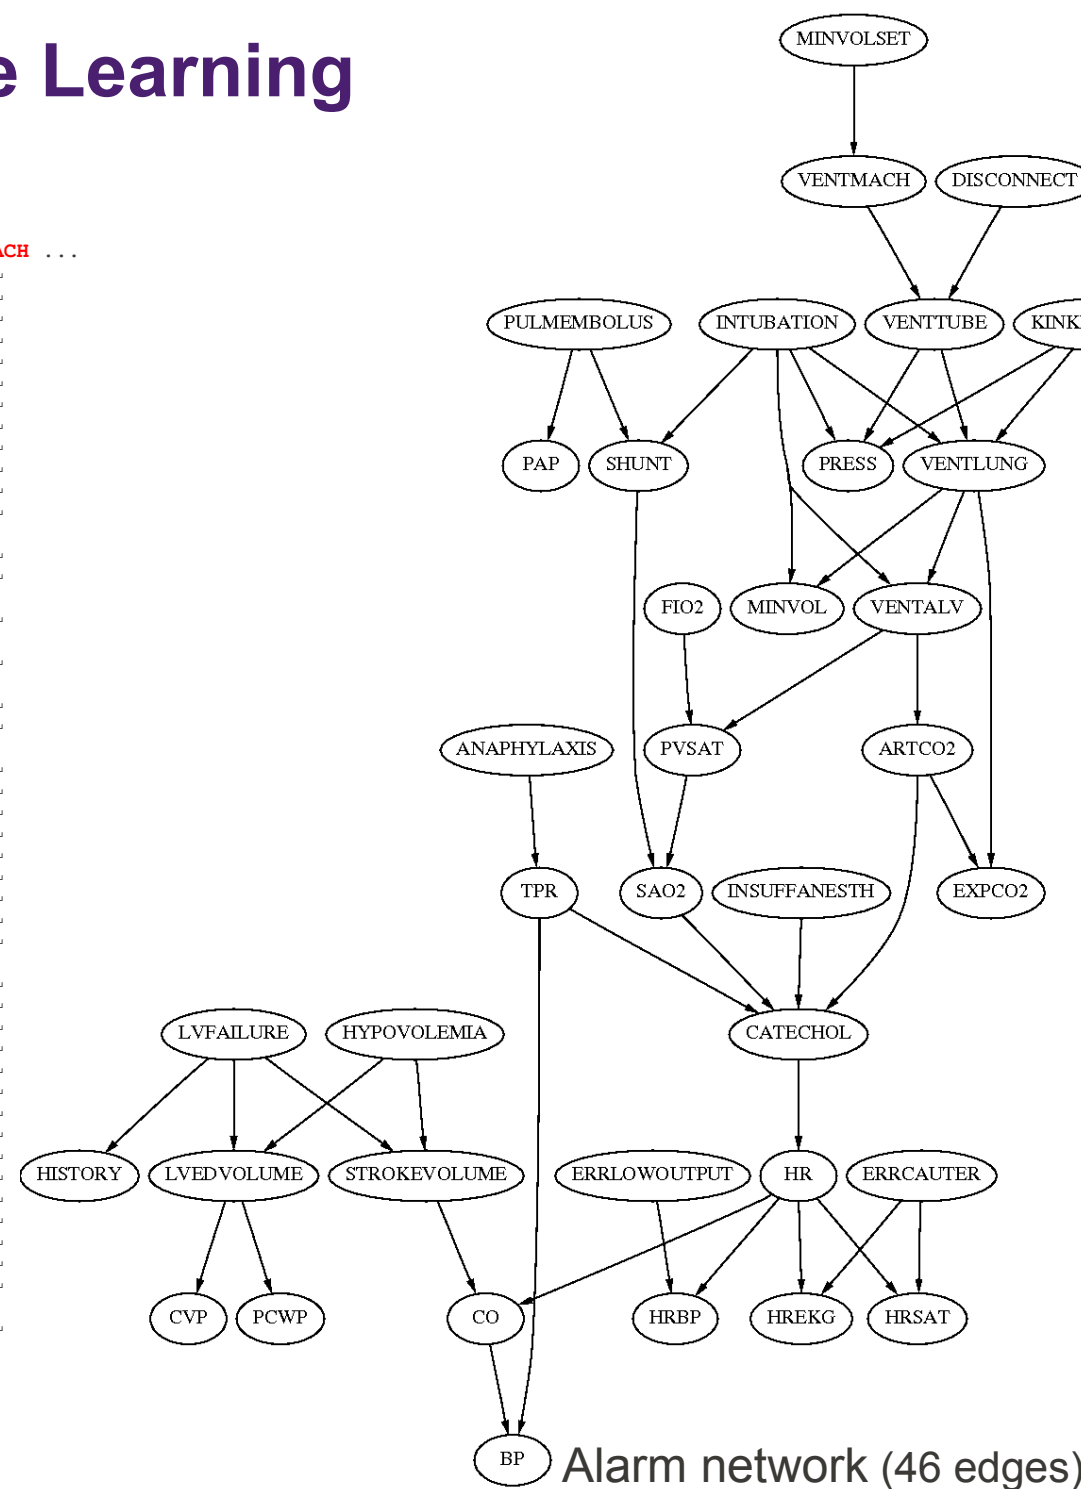 e Learning
MINVOLSET
VENTMACH DISCONNECT
ACH ...
PULMEMBOLUS INTUBATION VENTTUBE KINK
PAP SHUNT PRESS VENTLUNG
FIO2 MINVOL VENTALV
ANAPHYLAXIS PVSAT ARTCO2
TPR SAO2 INSUFFANESTH EXPCO2
LVFAILURE HYPOVOLEMIA CATECHOL
HISTORY LVEDVOLUME STROKEVOLUME ERRLOWOUTPUT HR ERRCAUTER
CVP PCWP CO HRBP HREKG HRSAT
BP
Alarm network (46 edges)